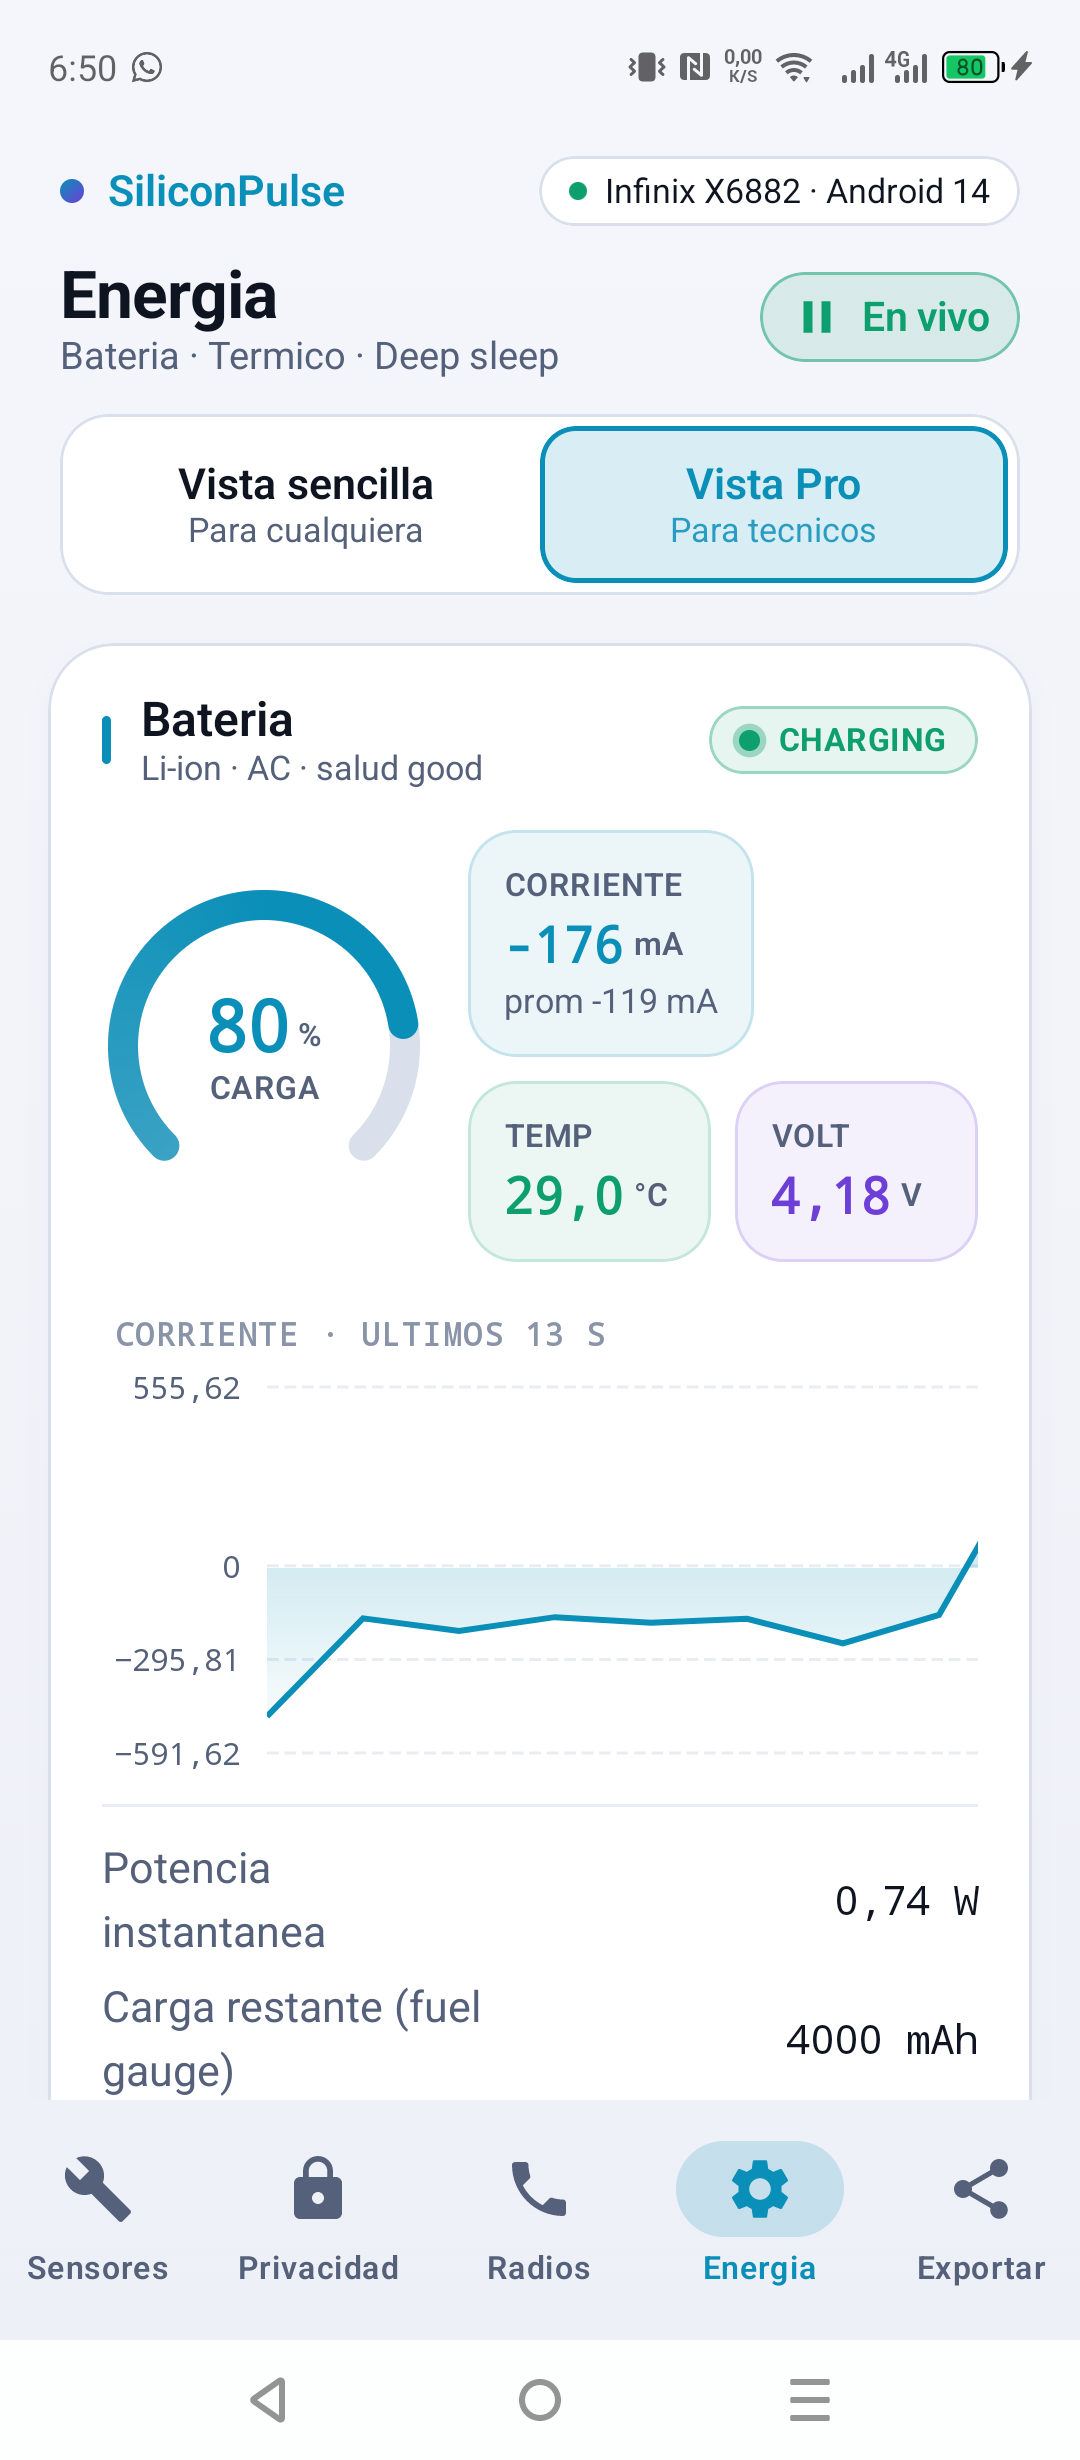 6:50
0,00
K/S
4G
80
SiliconPulse
Infinix X6882 · Android 14
Energia
Bateria · Termico · Deep sleep
En vivo
Vista sencilla
Para cualquiera
Vista Pro
Para tecnicos
Bateria
Li-ion · AC · salud good
CHARGING
80 %
CARGA
CORRIENTE
-176 mA
prom -119 mA
TEMP
29,0 °C
VOLT
4,18 V
CORRIENTE · ULTIMOS 13 S
555,62
0
−295,81
−591,62
Potencia
instantanea
0,74 W
Carga restante (fuel
gauge)
4000 mAh
Sensores
Privacidad
Radios
Energia
Exportar